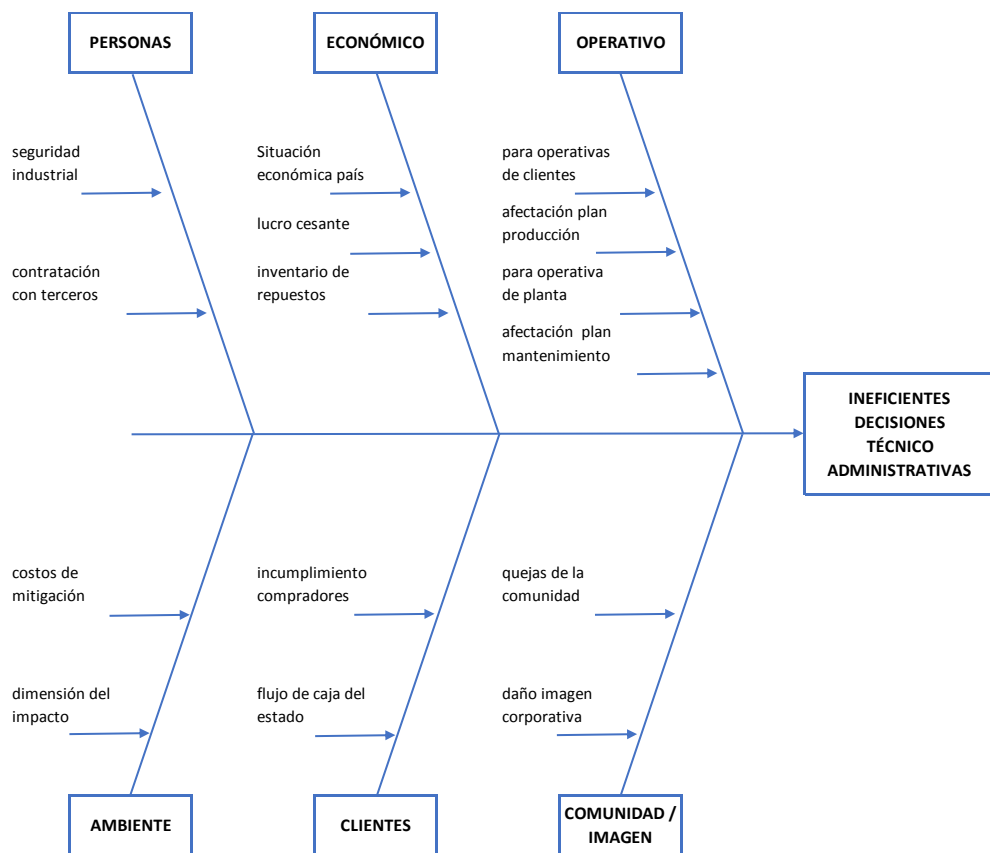 PERSONAS
ECONÓMICO
OPERATIVO
seguridad
industrial
contratación
con terceros
Situación
económica país
lucro cesante
inventario de
repuestos
para operativas
de clientes
afectación plan
producción
para operativa
de planta
afectación  plan
mantenimiento
INEFICIENTES
DECISIONES
TÉCNICO
ADMINISTRATIVAS
costos de
mitigación
dimensión del
impacto
incumplimiento
compradores
flujo de caja del
estado
quejas de la
comunidad
daño imagen
corporativa
AMBIENTE
CLIENTES
COMUNIDAD /
IMAGEN